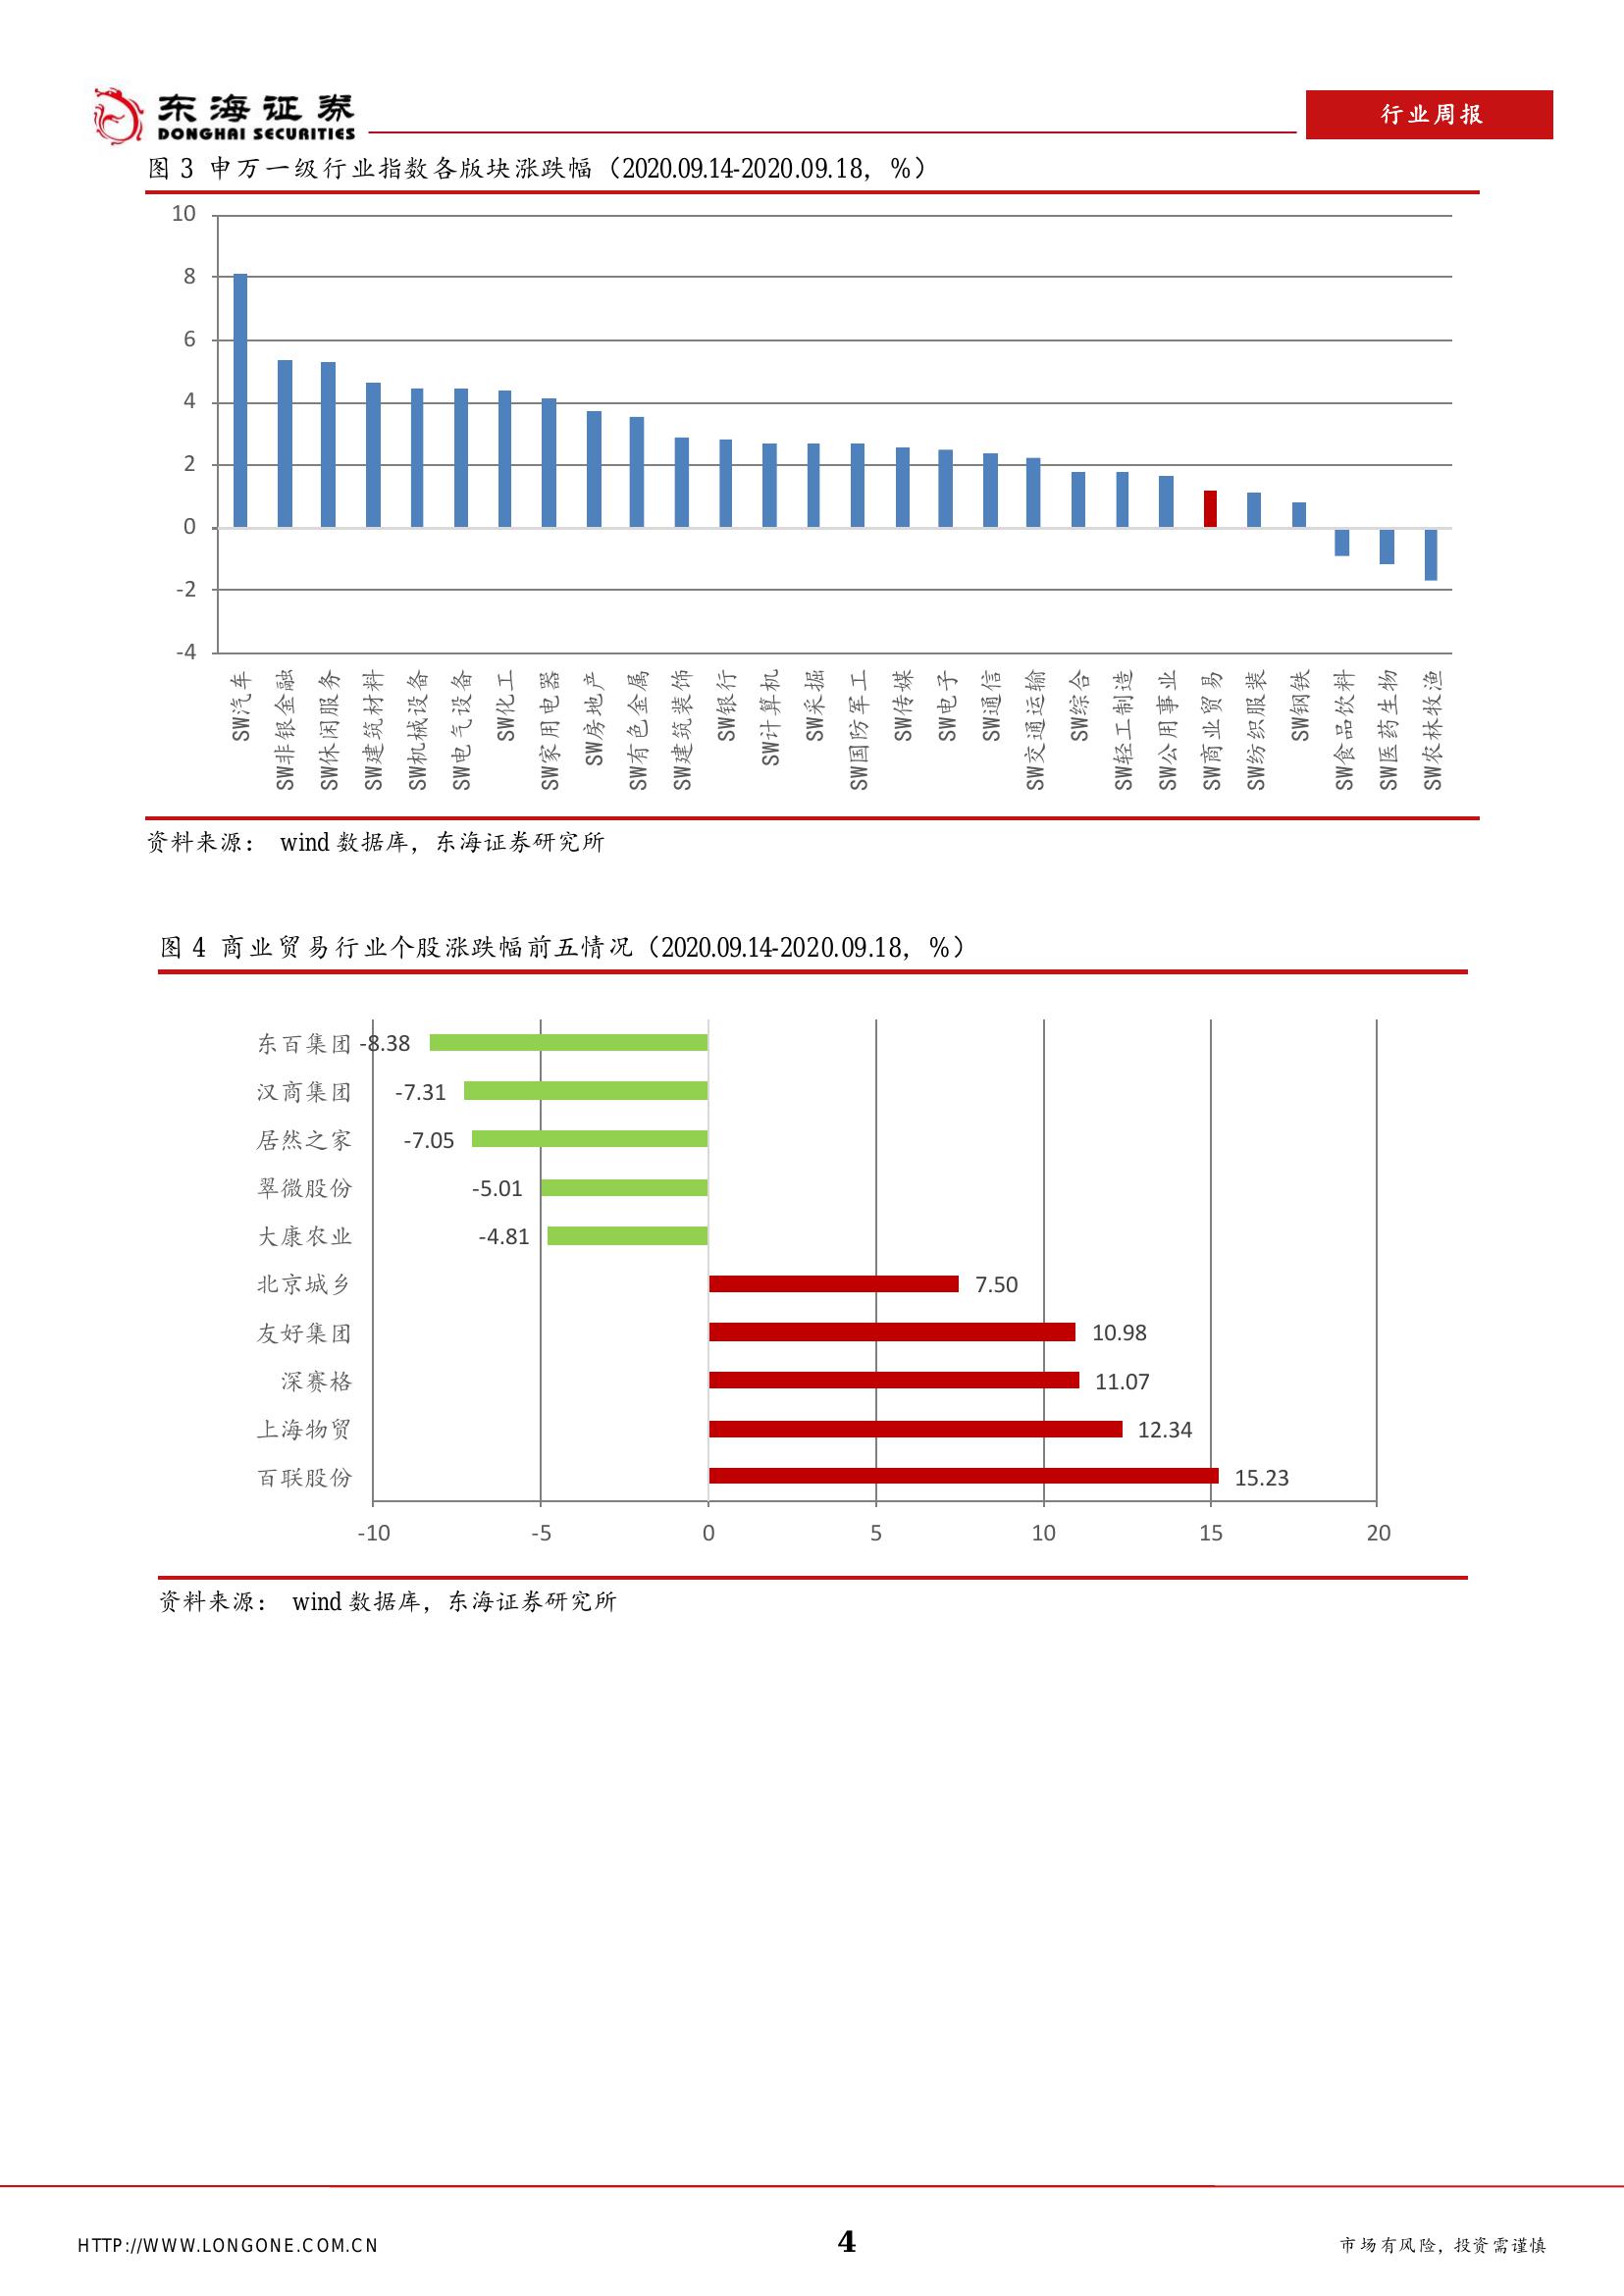 东海证券
DONGHAI SECURITIES
行业周报
图 3 申万一级行业指数各版块涨跌幅（2020.09.14-2020.09.18，%）
10
8
6
4
2
0
-2
-4
SW汽车
SW非银金融
SW休闲服务
SW建筑材料
SW机械设备
SW电气设备
SW化工
SW家用电器
SW房地产
SW有色金属
SW建筑装饰
SW银行
SW计算机
SW采掘
SW国防军工
SW传媒
SW电子
SW通信
SW交通运输
SW综合
SW轻工制造
SW公用事业
SW商业贸易
SW纺织服装
SW钢铁
SW食品饮料
SW医药生物
SW农林牧渔
资料来源： wind 数据库，东海证券研究所
图 4 商业贸易行业个股涨跌幅前五情况（2020.09.14-2020.09.18，%）
东百集团 -8.38
汉商集团 -7.31
居然之家 -7.05
翠微股份 -5.01
大康农业 -4.81
北京城乡 7.50
友好集团 10.98
深赛格 11.07
上海物贸 12.34
百联股份 15.23
-10 -5 0 5 10 15 20
资料来源： wind 数据库，东海证券研究所
HTTP://WWW.LONGONE.COM.CN 4 市场有风险，投资需谨慎